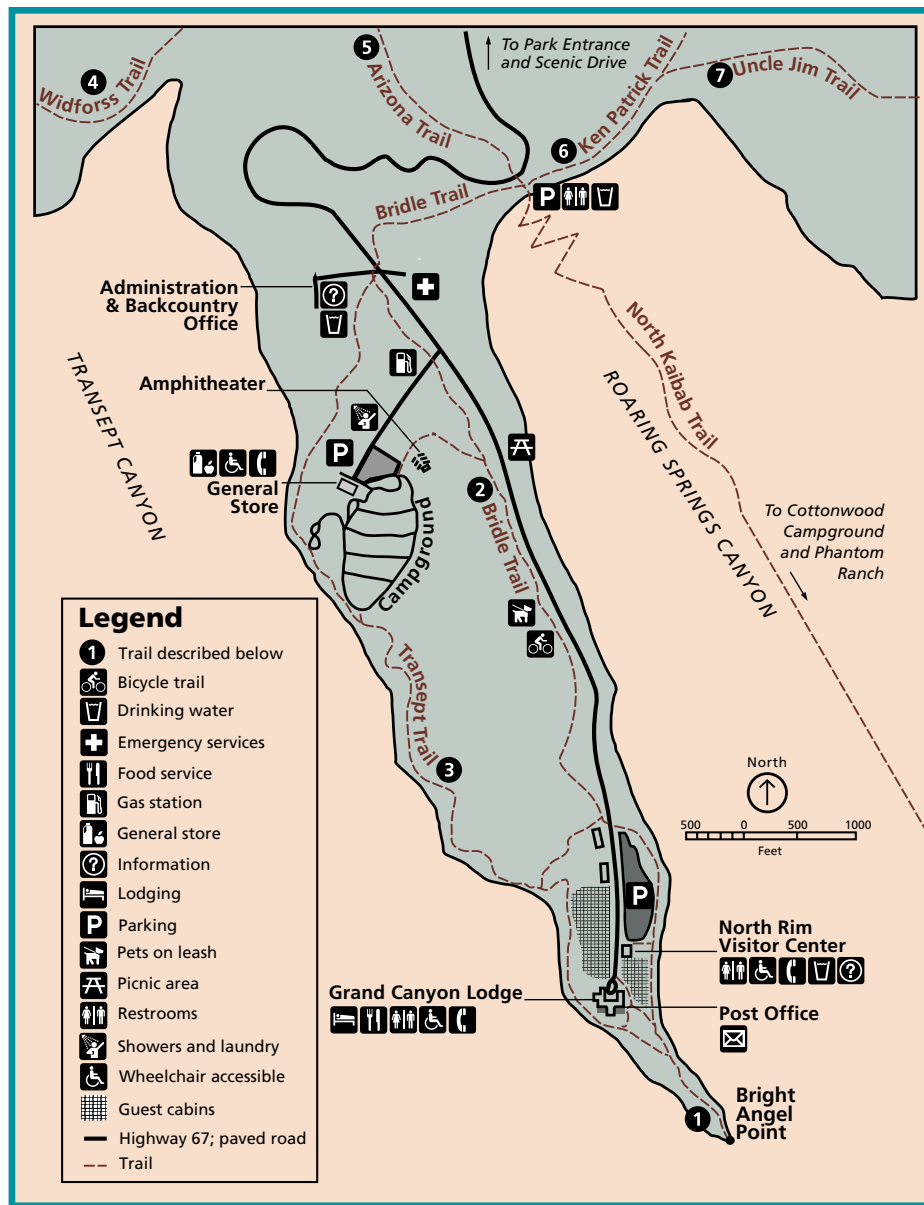 5
To Park Entrance
and Scenic Drive
4
Widforss Trail
Arizona Trail
Ken Patrick Trail
7
Uncle Jim Trail
6
Bridle Trail
P
Administration
& Backcountry
Office
?
North Kaibab Trail
TRANSEPT CANYON
ROARING SPRINGS CANYON
Amphitheater
P
General
Store
2
Bridle Trail
Campground
To Cottonwood
Campground
and Phantom
Ranch
Legend
1 Trail described below
Bicycle trail
Drinking water
Emergency services
Food service
Gas station
General store
? Information
Lodging
P Parking
Pets on leash
Picnic area
Restrooms
Showers and laundry
Wheelchair accessible
Guest cabins
Highway 67; paved road
Trail
Transept Trail
3
North
500 0 500 1000
Feet
P
North Rim
Visitor Center
?
Grand Canyon Lodge
Post Office
Bright
Angel
Point
1